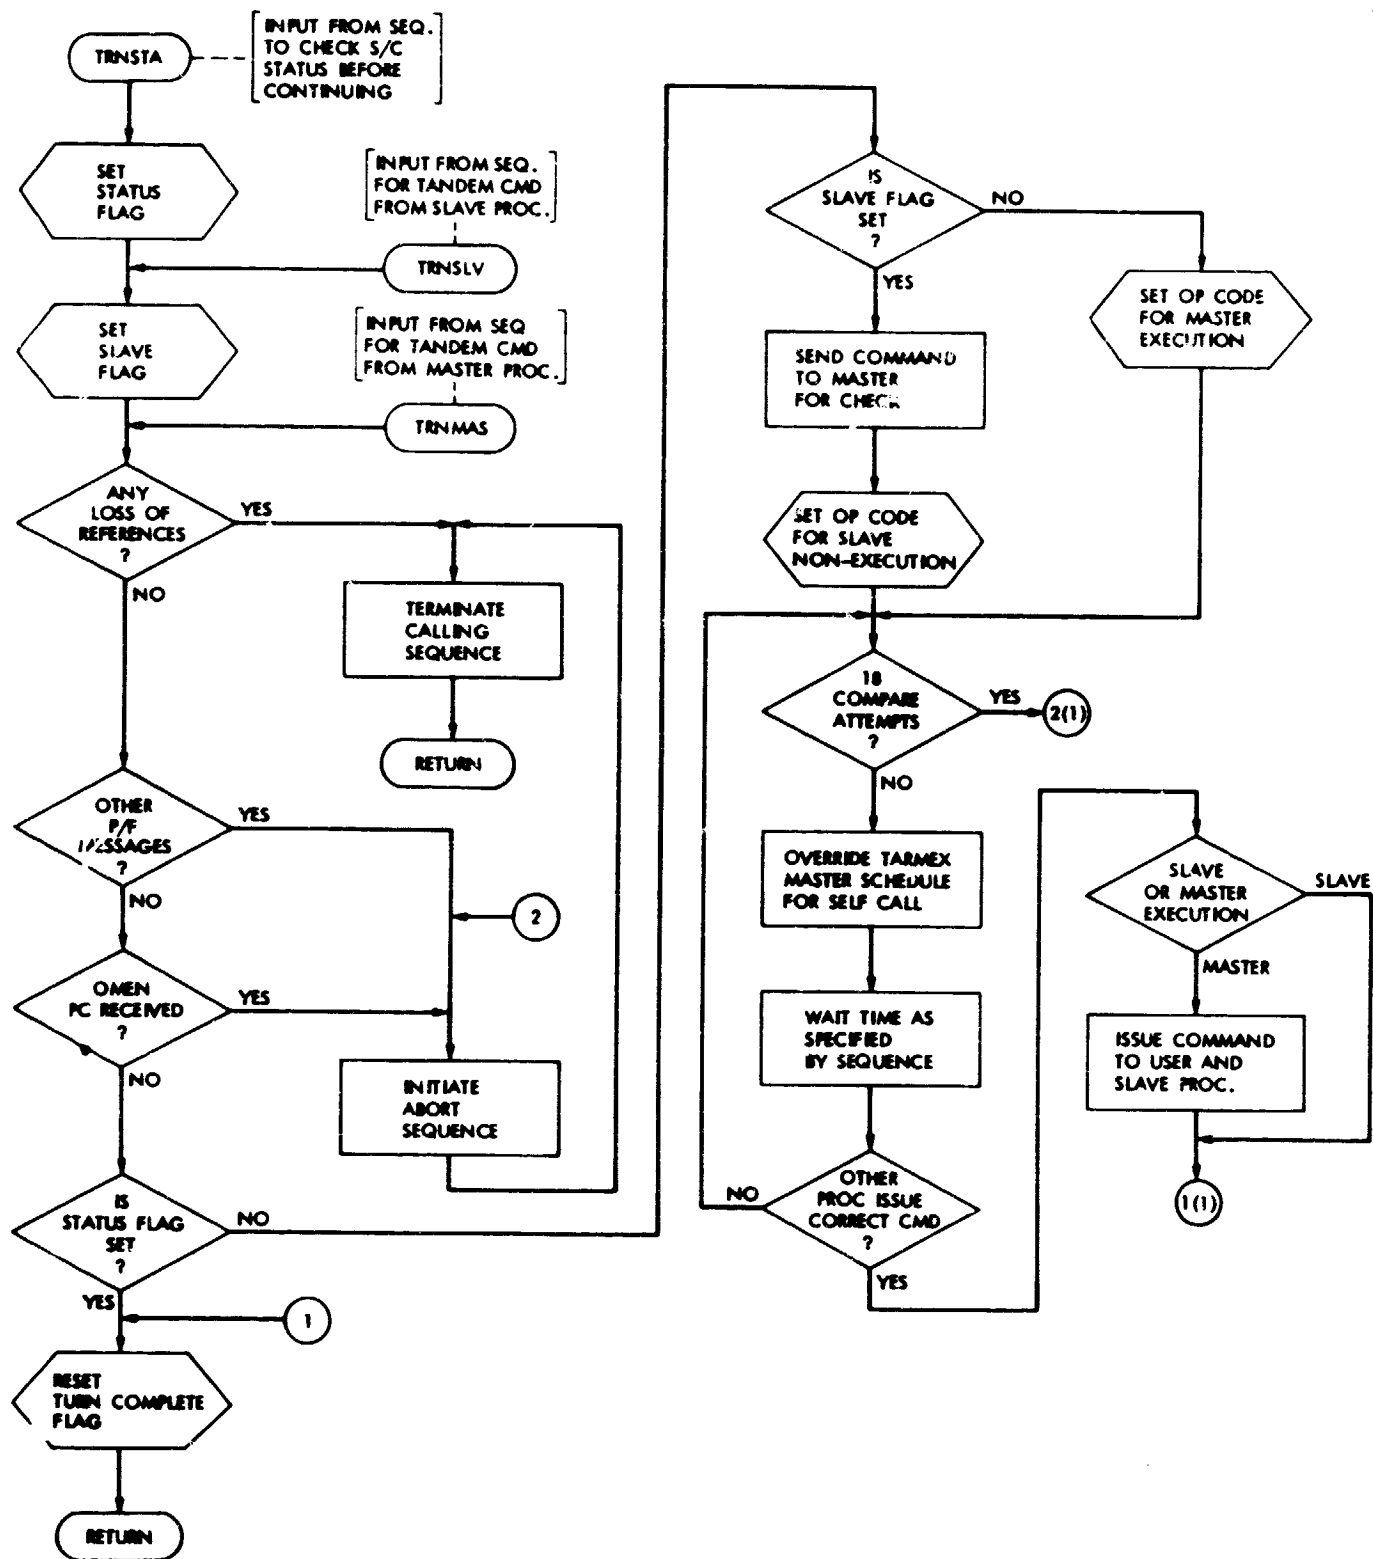 TRNSTA
INPUT FROM SEQ.
TO CHECK S/C
STATUS BEFORE
CONTINUING
SET
STATUS
FLAG
INPUT FROM SEQ.
FOR TANDEM CMD
FROM SLAVE PROC.
TRNSLV
SET
SLAVE
FLAG
INPUT FROM SEQ
FOR TANDEM CMD
FROM MASTER PROC.
TRNMAS
ANY
LOSS OF
REFERENCES
?
YES
NO
TERMINATE
CALLING
SEQUENCE
RETURN
OTHER
P/F
MESSAGES
?
YES
NO
2
OMEN
PC RECEIVED
?
YES
NO
INITIATE
ABORT
SEQUENCE
IS
STATUS FLAG
SET
?
NO
YES
1
RESET
TURN COMPLETE
FLAG
RETURN
IS
SLAVE FLAG
SET
?
NO
YES
SET OP CODE
FOR MASTER
EXECUTION
SEND COMMAND
TO MASTER
FOR CHECK
SET OP CODE
FOR SLAVE
NON-EXECUTION
18
COMPARE
ATTEMPTS
?
YES
2(1)
NO
OVERRIDE TARMEX
MASTER SCHEDULE
FOR SELF CALL
WAIT TIME AS
SPECIFIED
BY SEQUENCE
OTHER
PROC ISSUE
CORRECT CMD
?
NO
YES
SLAVE
OR MASTER
EXECUTION
SLAVE
MASTER
ISSUE COMMAND
TO USER AND
SLAVE PROC.
1(1)